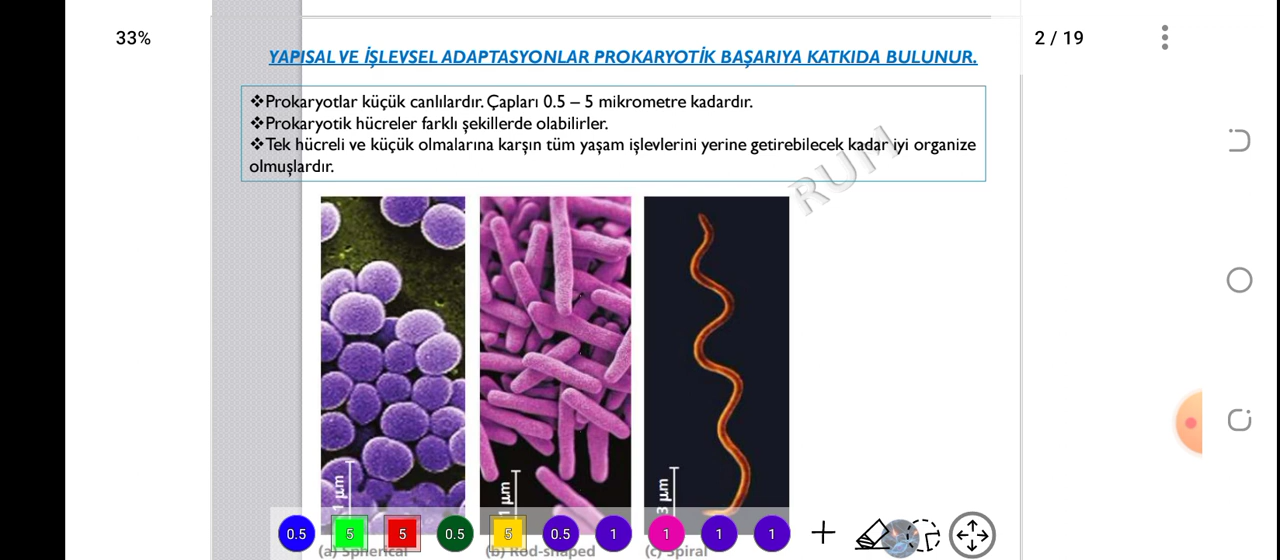 33%
2 / 19
YAPISAL VE İŞLEVSEL ADAPTASYONLAR PROKARYOTİK BAŞARIYA KATKIDA BULUNUR.
❖Prokaryotlar küçük canlılardır. Çapları 0.5 – 5 mikrometre kadardır.
❖Prokaryotik hücreler farklı şekillerde olabilirler.
❖Tek hücreli ve küçük olmalarına karşın tüm yaşam işlevlerini yerine getirebilecek kadar iyi organize
olmuşlardır.
RUM
1 μm
1 μm
3 μm
0.5 5 5 0.5 5 0.5 1 1 1 1
(a) Spherical
(b) Rod-shaped
(c) Spiral